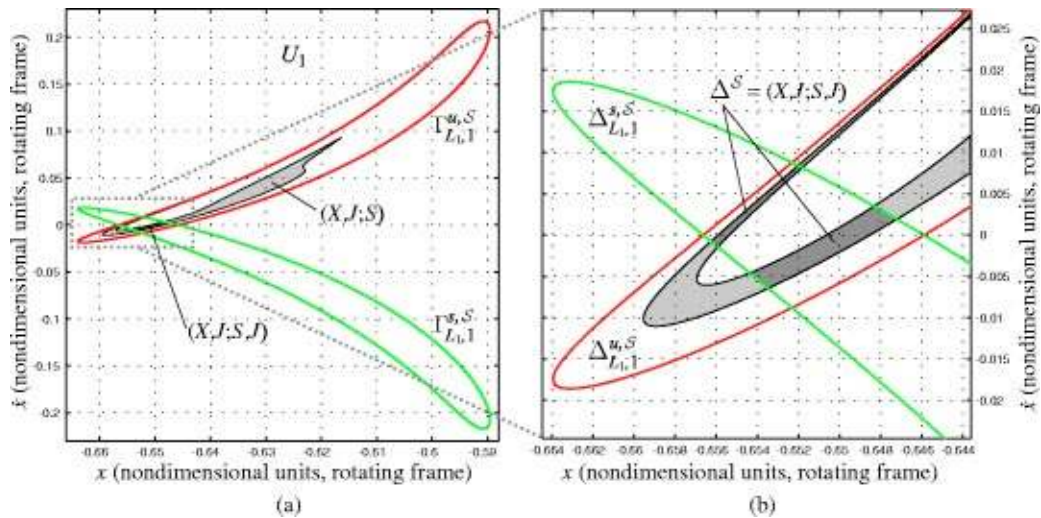 0.2
0.15
0.1
0.05
0
0.05
0.1
0.15
0.2
ẋ (nondimensional units, rotating frame)
U₁
Γ^{u,S}_{L₁,1}
(X,J;S)
(X,J;S,J)
Γ^{s,S}_{L₁,1}
-0.66 -0.65 -0.64 -0.63 -0.62 -0.61 -0.6 -0.59
x (nondimensional units, rotating frame)
(a)
Δ^S = (X,J;S,J)
Δ^{s,S}_{L₁,1}
Δ^{u,S}_{L₁,1}
0.025
0.02
0.015
0.01
0.005
0
-0.005
-0.01
-0.015
-0.02
ẋ (nondimensional units, rotating frame)
-0.664 -0.662 -0.66 -0.658 -0.656 -0.654 -0.652 -0.65 -0.648 -0.646 -0.644
x (nondimensional units, rotating frame)
(b)